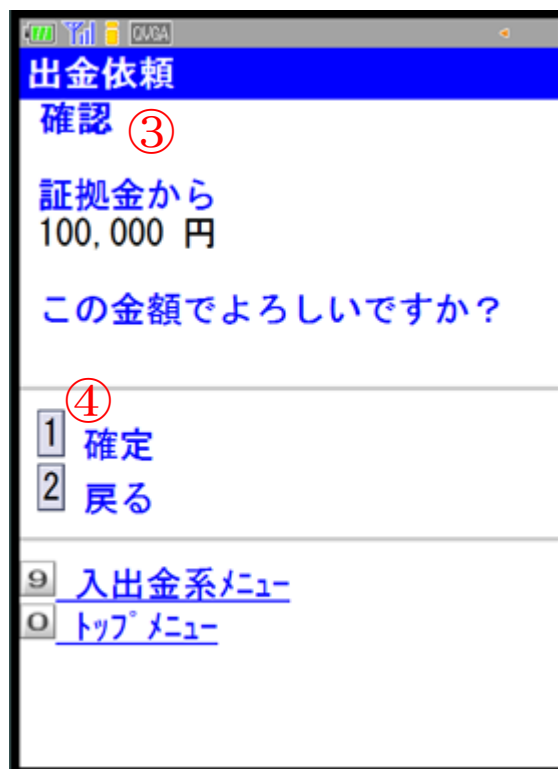 QVGA
出金依頼
確認 ③
証拠金から
100,000 円
この金額でよろしいですか？
④
1 確定
2 戻る
9 入出金系ﾒﾆｭｰ
0 ﾄｯﾌﾟﾒﾆｭｰ